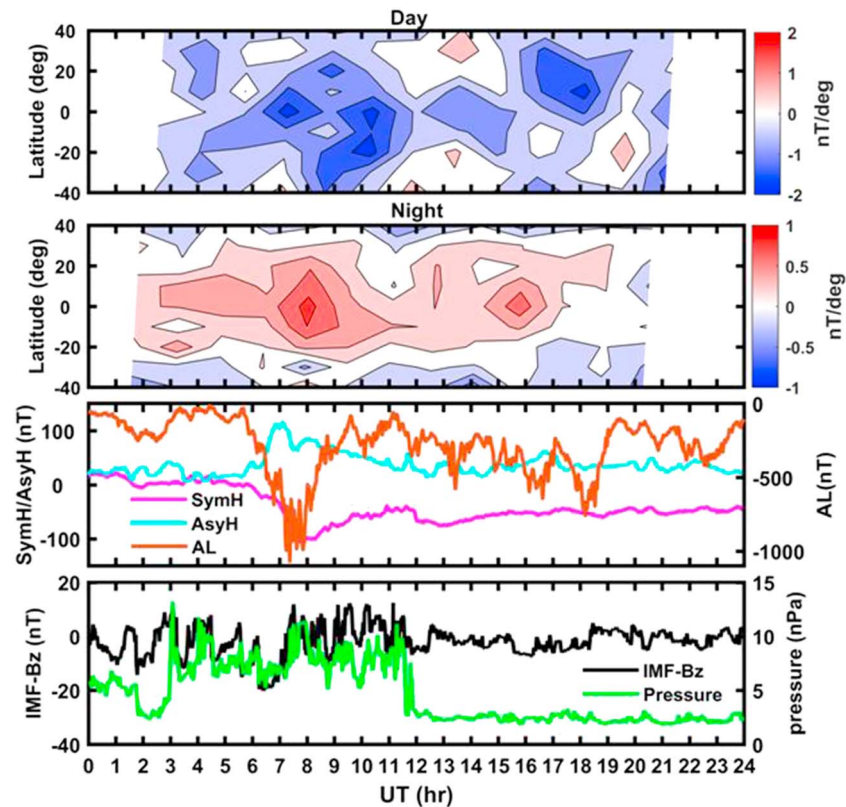 Day
Latitude (deg)
40
20
0
-20
-40
2
1
0
-1
-2
nT/deg
Night
Latitude (deg)
40
20
0
-20
-40
1
0.5
0
-0.5
-1
nT/deg
SymH/AsyH (nT)
100
0
-100
SymH
AsyH
AL
0
-500
-1000
AL(nT)
IMF-Bz (nT)
20
0
-20
-40
IMF-Bz
Pressure
15
10
5
0
pressure (nPa)
0 1 2 3 4 5 6 7 8 9 10 11 12 13 14 15 16 17 18 19 20 21 22 23 24
UT (hr)